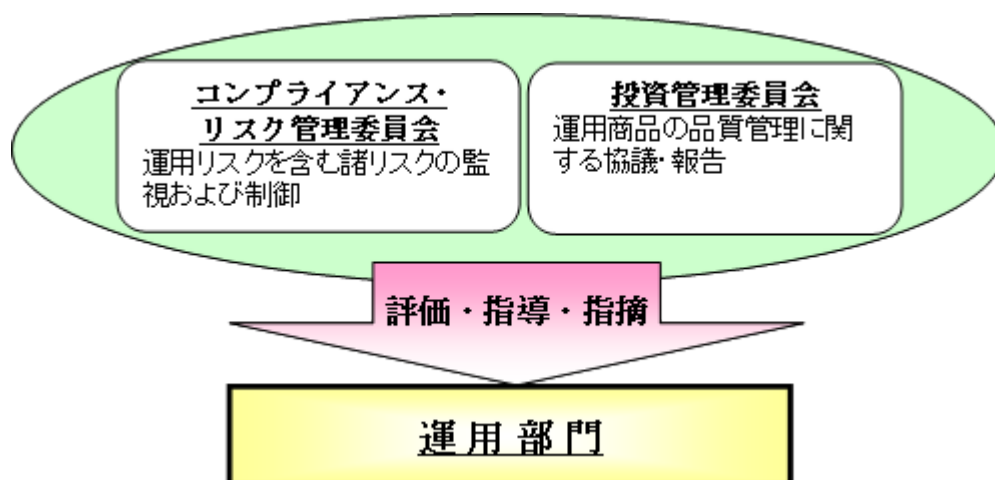 コンプライアンス・
リスク管理委員会
運用リスクを含む諸リスクの監
視および制御
投資管理委員会
運用商品の品質管理に関
する協議・報告
評価・指導・指摘
運用部門